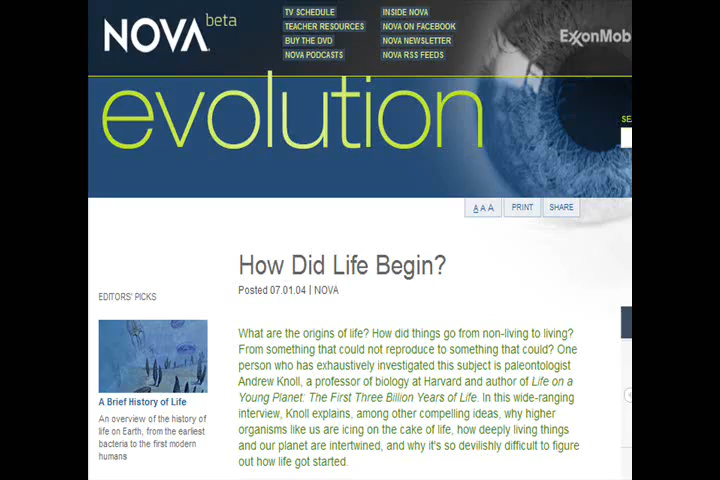 NOVA beta
TV SCHEDULE
TEACHER RESOURCES
BUY THE DVD
NOVA PODCASTS
INSIDE NOVA
NOVA ON FACEBOOK
NOVA NEWSLETTER
NOVA RSS FEEDS
ExxonMob
evolution
SE
A A A
PRINT
SHARE
How Did Life Begin?
Posted 07.01.04 | NOVA
EDITORS' PICKS
A Brief History of Life
An overview of the history
of life on Earth, from the earliest
bacteria to the first modern
humans
What are the origins of life? How did things go from non-living to living?
From something that could not reproduce to something that could? One
person who has exhaustively investigated this subject is paleontologist
Andrew Knoll, a professor of biology at Harvard and author of Life on a
Young Planet: The First Three Billion Years of Life. In this wide-ranging
interview, Knoll explains, among other compelling ideas, why higher
organisms like us are icing on the cake of life, how deeply living things
and our planet are intertwined, and why it's so devilishly difficult to figure
out how life got started.